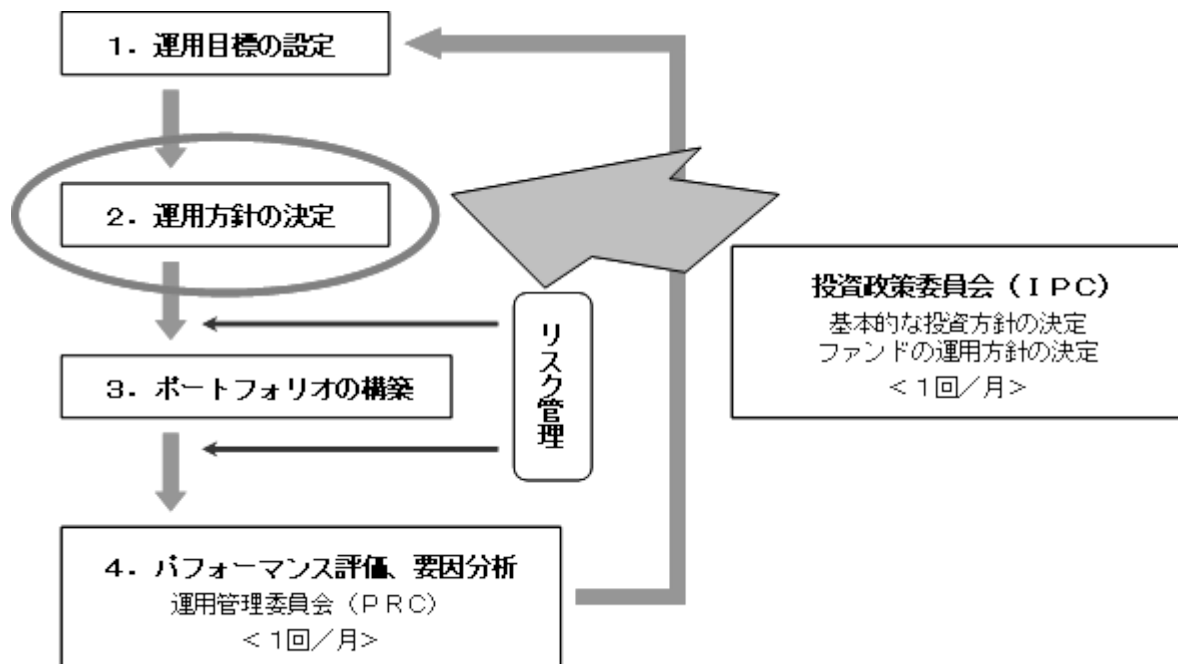 1．運用目標の設定
2．運用方針の決定
3．ポートフォリオの構築
リスク管理
4．パフォーマンス評価、要因分析
運用管理委員会（ＰＲＣ）
＜１回／月＞
投資政策委員会（ＩＰＣ）
基本的な投資方針の決定
ファンドの運用方針の決定
＜１回／月＞